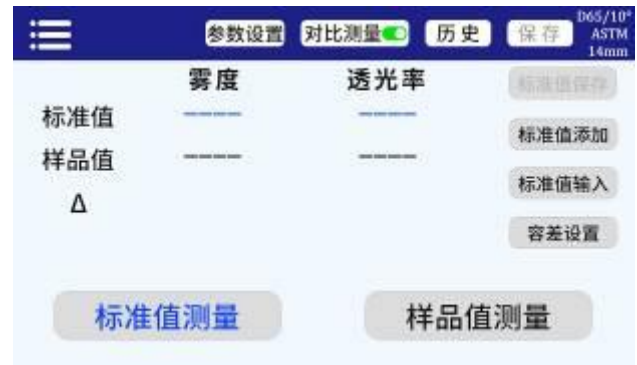 参数设置 对比测量 历史 保存 D65/10°
ASTM
14mm
雾度 透光率 标准值保存
标准值 ---- ----
标准值添加
样品值 ---- ----
标准值输入
Δ
容差设置
标准值测量 样品值测量